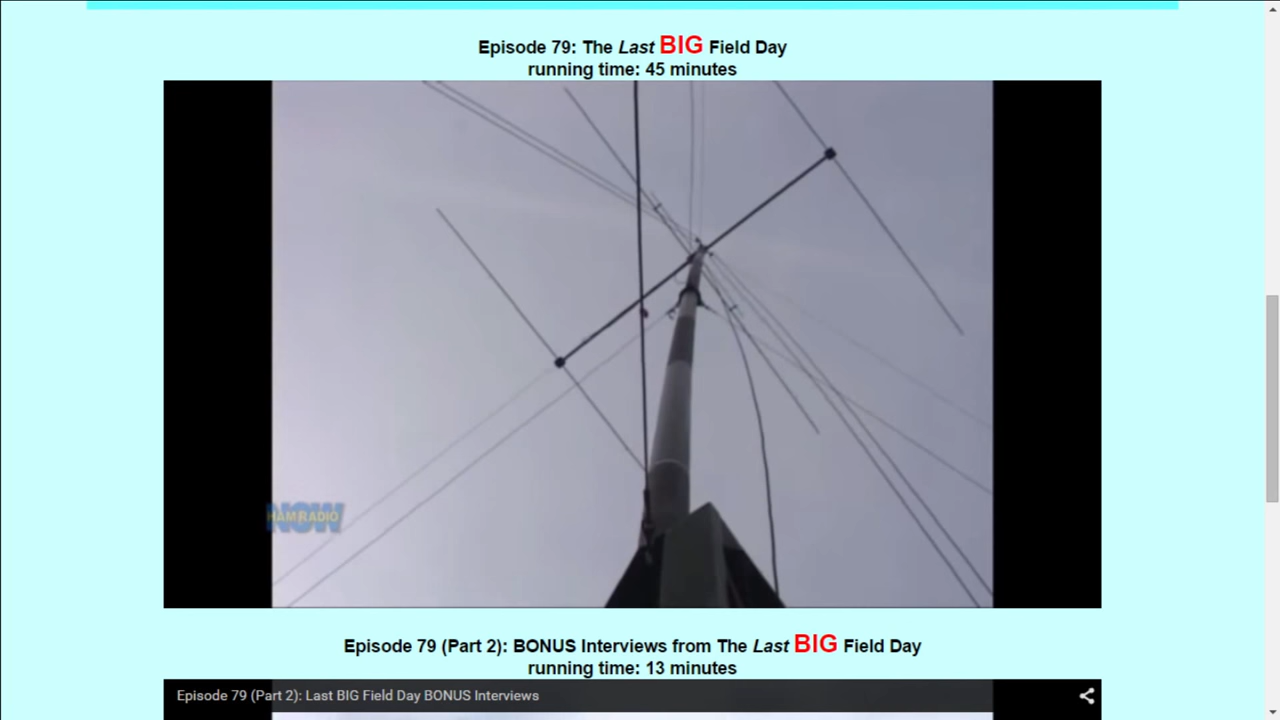 Episode 79: The Last BIG Field Day
running time: 45 minutes
NOW
HAM RADIO
Episode 79 (Part 2): BONUS Interviews from The Last BIG Field Day
running time: 13 minutes
Episode 79 (Part 2): Last BIG Field Day BONUS Interviews